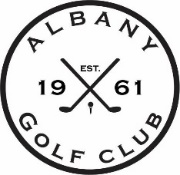 ALBANY
EST.
19 61
GOLF CLUB